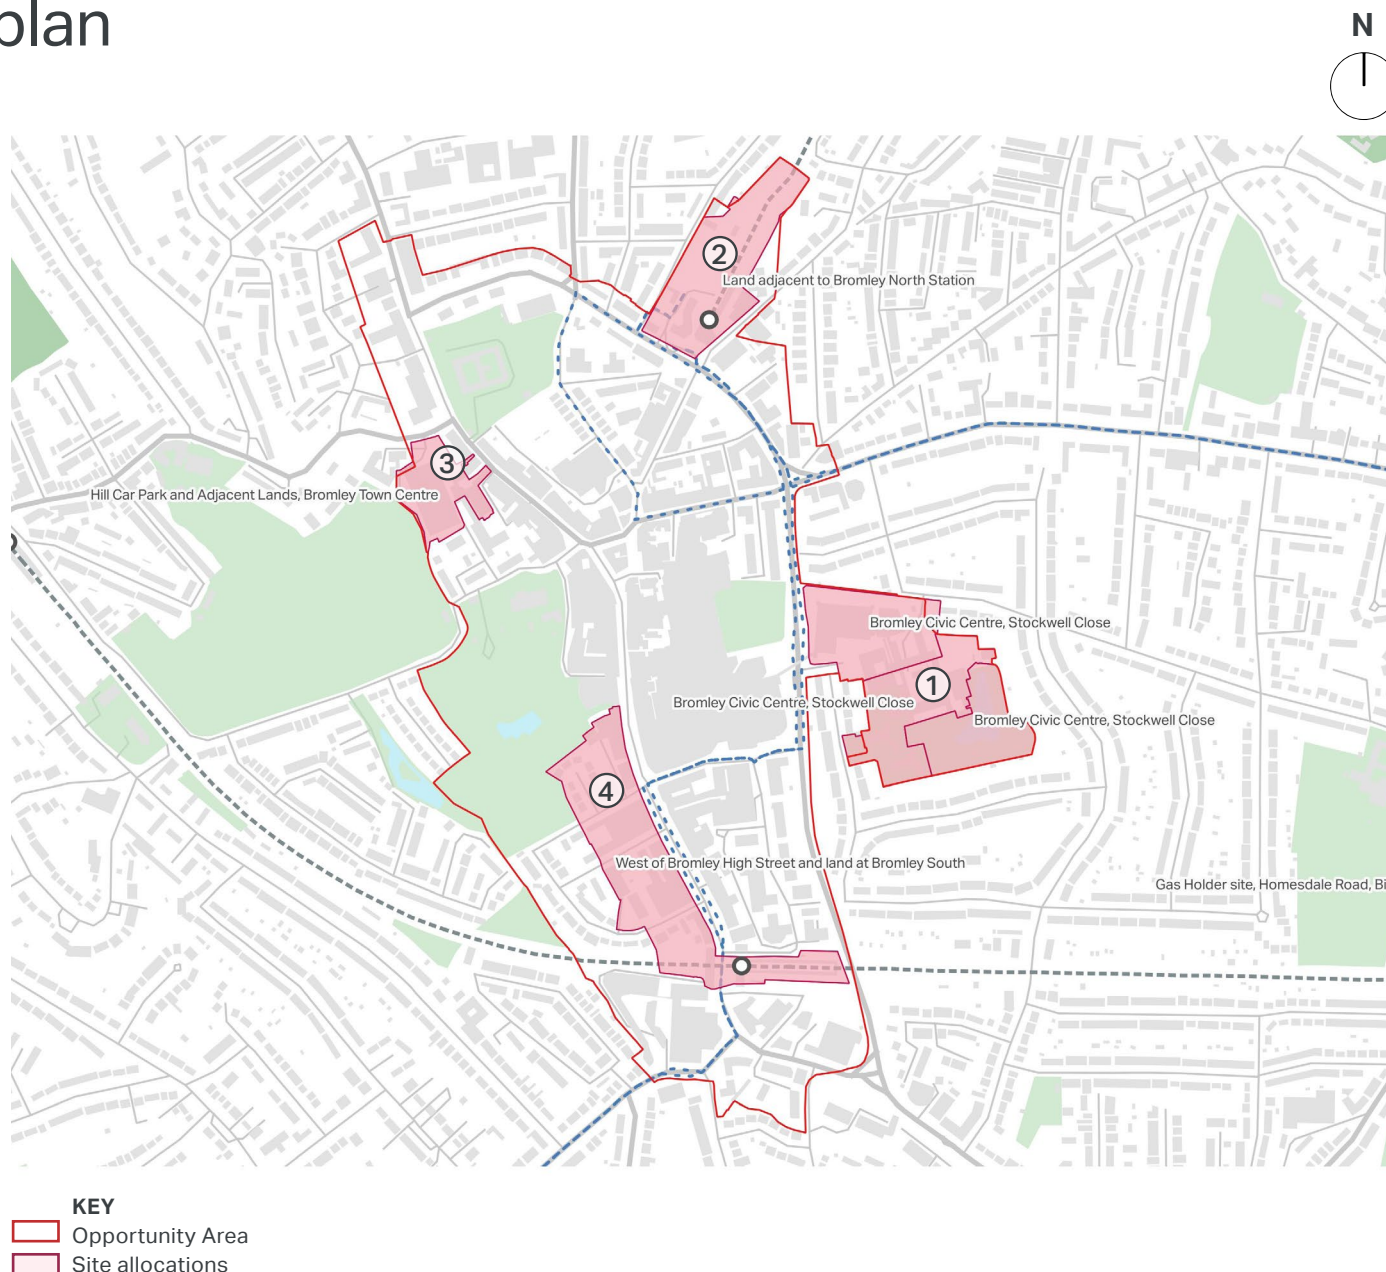 plan
N
2
Land adjacent to Bromley North Station
3
Hill Car Park and Adjacent Lands, Bromley Town Centre
Bromley Civic Centre, Stockwell Close
1
Bromley Civic Centre, Stockwell Close
Bromley Civic Centre, Stockwell Close
4
West of Bromley High Street and land at Bromley South
Gas Holder site, Homesdale Road, Bi
KEY
Opportunity Area
Site allocations